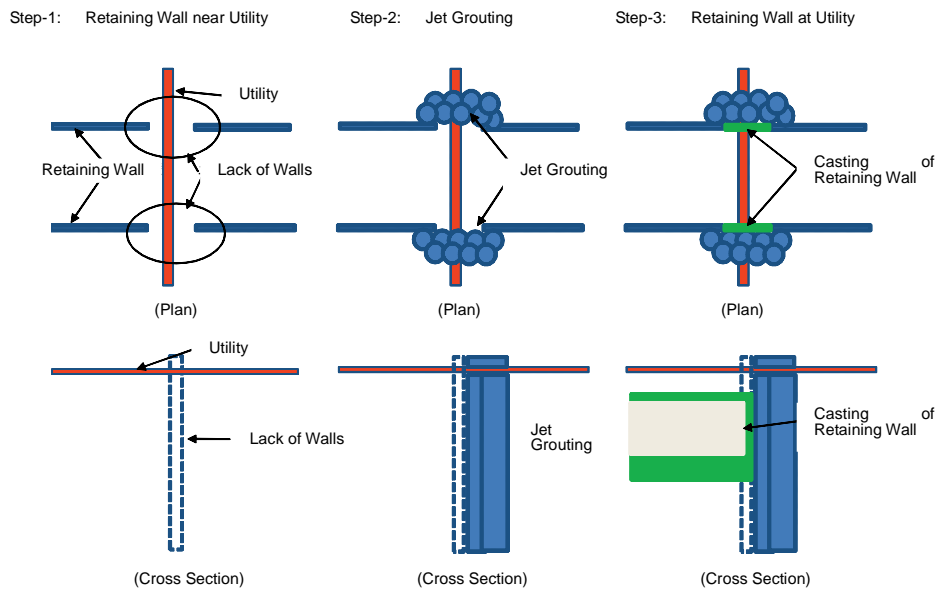 Step-1: Retaining Wall near Utility
Step-2: Jet Grouting
Step-3: Retaining Wall at Utility
Utility
Retaining Wall
Lack of Walls
(Plan)
Jet Grouting
(Plan)
Casting of
Retaining Wall
(Plan)
Utility
Lack of Walls
(Cross Section)
Jet
Grouting
(Cross Section)
Casting of
Retaining Wall
(Cross Section)